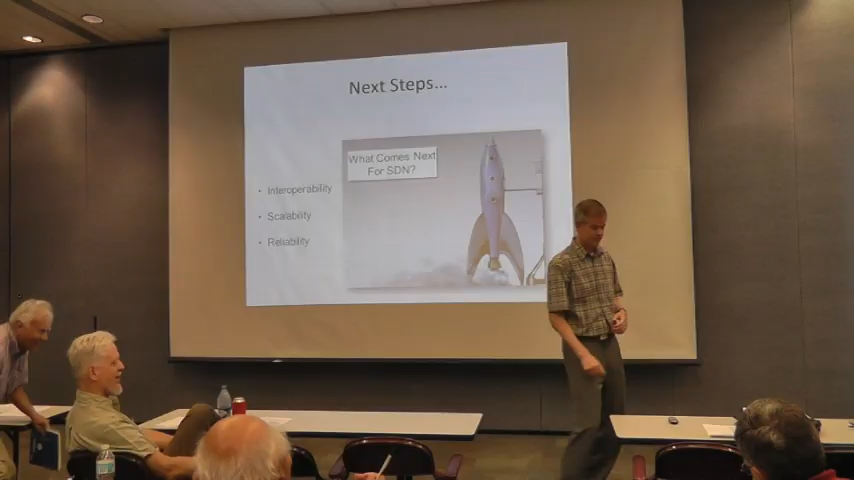 Next Steps...
What Comes Next
For SDN?
• Interoperability
• Scalability
• Reliability